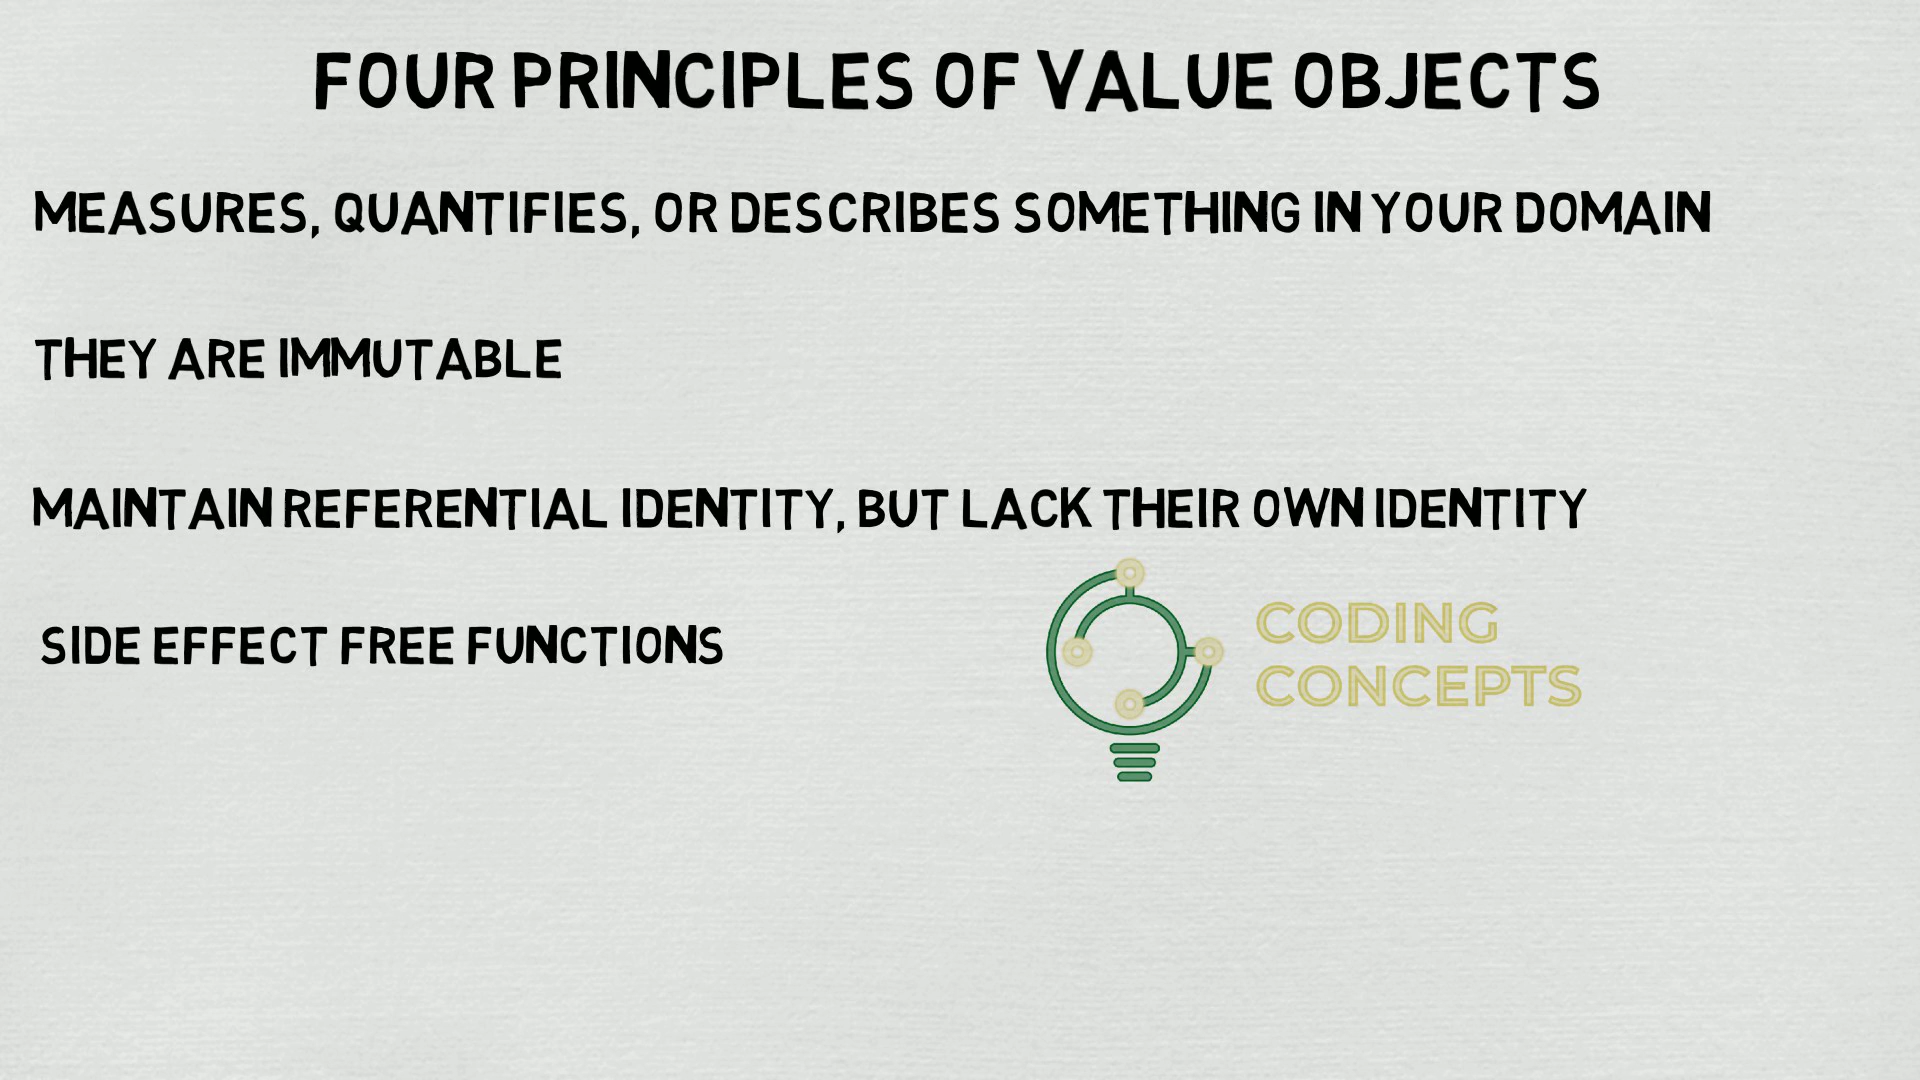 FOUR PRINCIPLES OF VALUE OBJECTS
MEASURES, QUANTIFIES, OR DESCRIBES SOMETHING IN YOUR DOMAIN
THEY ARE IMMUTABLE
MAINTAIN REFERENTIAL IDENTITY, BUT LACK THEIR OWN IDENTITY
SIDE EFFECT FREE FUNCTIONS
CODING
CONCEPTS